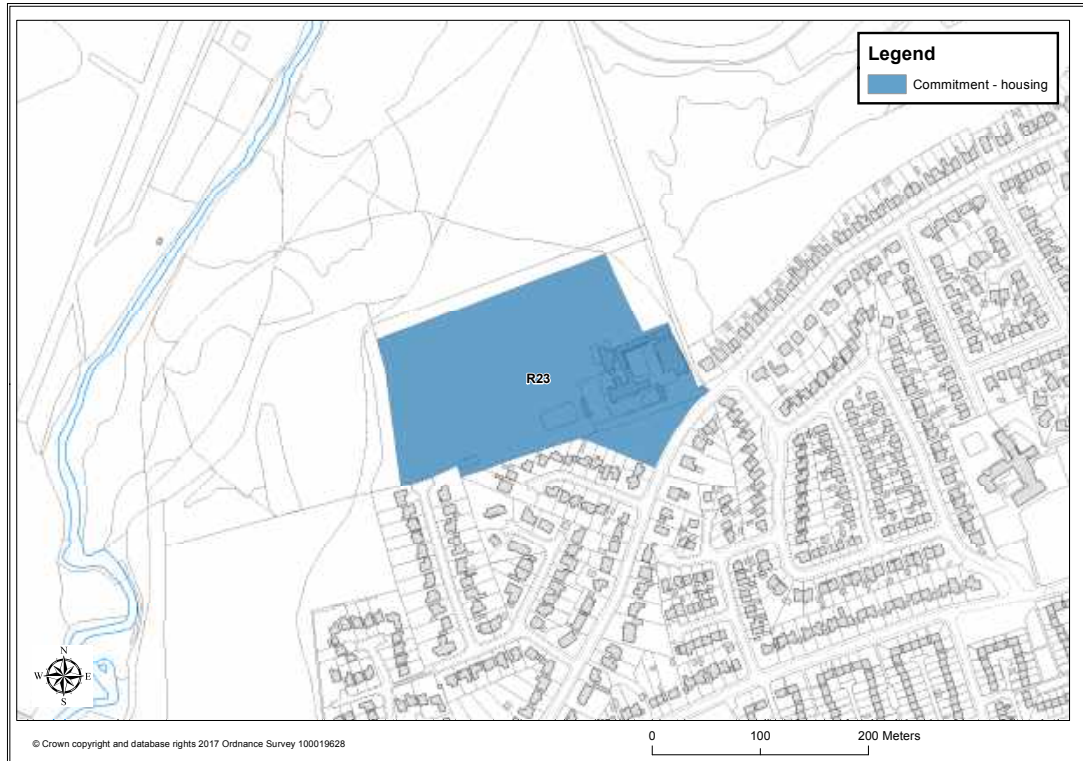 Legend
Commitment - housing
R23
N
W E
S
© Crown copyright and database rights 2017 Ordnance Survey 100019628
0 100 200 Meters